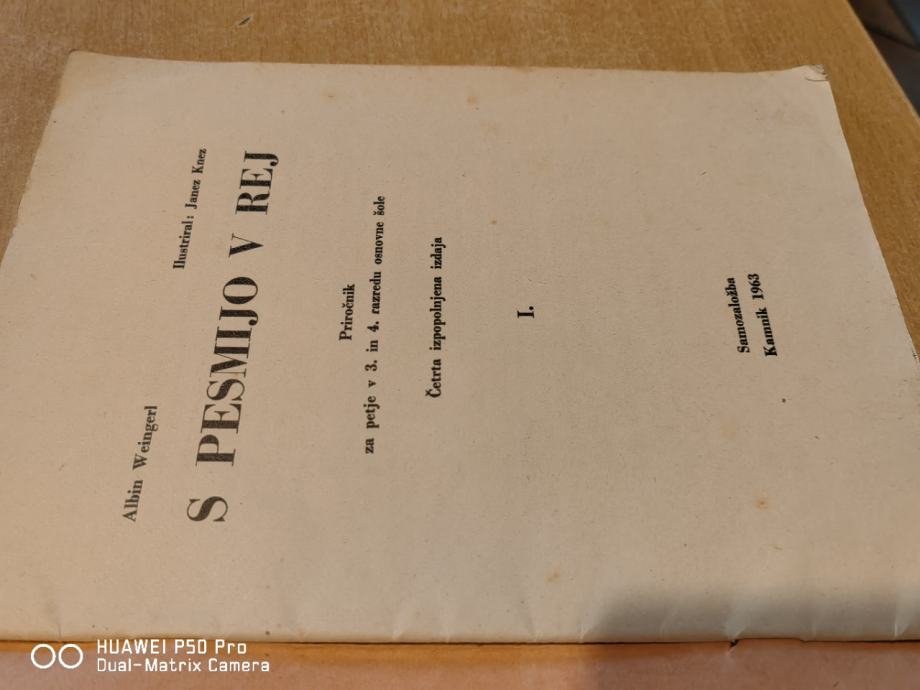 Albin Weingerl
Ilustriral: Janez Knez
S PESMIJO V REJ
Priročnik
za petje v 3. in 4. razredu osnovne šole
Četrta izpopolnjena izdaja
I.
Samozaložba
Kamnik 1963
HUAWEI P50 Pro
Dual-Matrix Camera